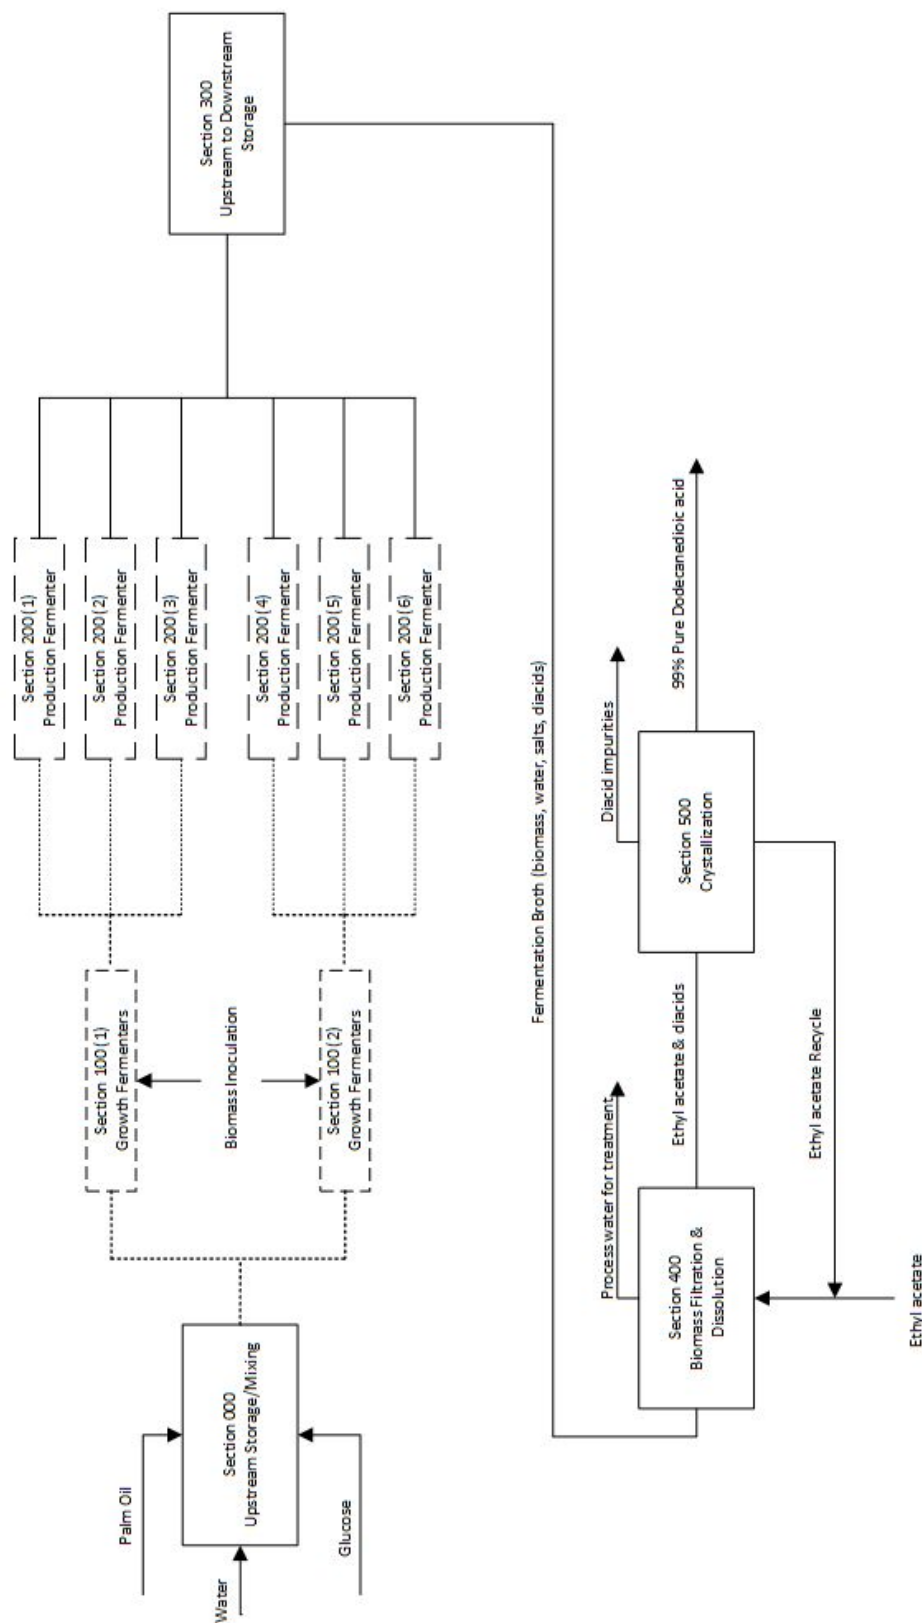 Palm Oil
Water
Glucose
Section 000
Upstream Storage/Mixing
Section 100 (1)
Growth Fermenters
Biomass Inoculation
Section 100 (2)
Growth Fermenters
Section 200 (1)
Production Fermenter
Section 200 (2)
Production Fermenter
Section 200 (3)
Production Fermenter
Section 200 (4)
Production Fermenter
Section 200 (5)
Production Fermenter
Section 200 (6)
Production Fermenter
Section 300
Upstream to Downstream
Storage
Fermentation Broth (biomass, water, salts, diacids)
Process water for treatment
Section 400
Biomass Filtration &
Dissolution
Ethyl acetate
Ethyl acetate & diacids
Ethyl acetate Recycle
Diacid impurities
Section 500
Crystallization
99% Pure Dodecanedioic acid